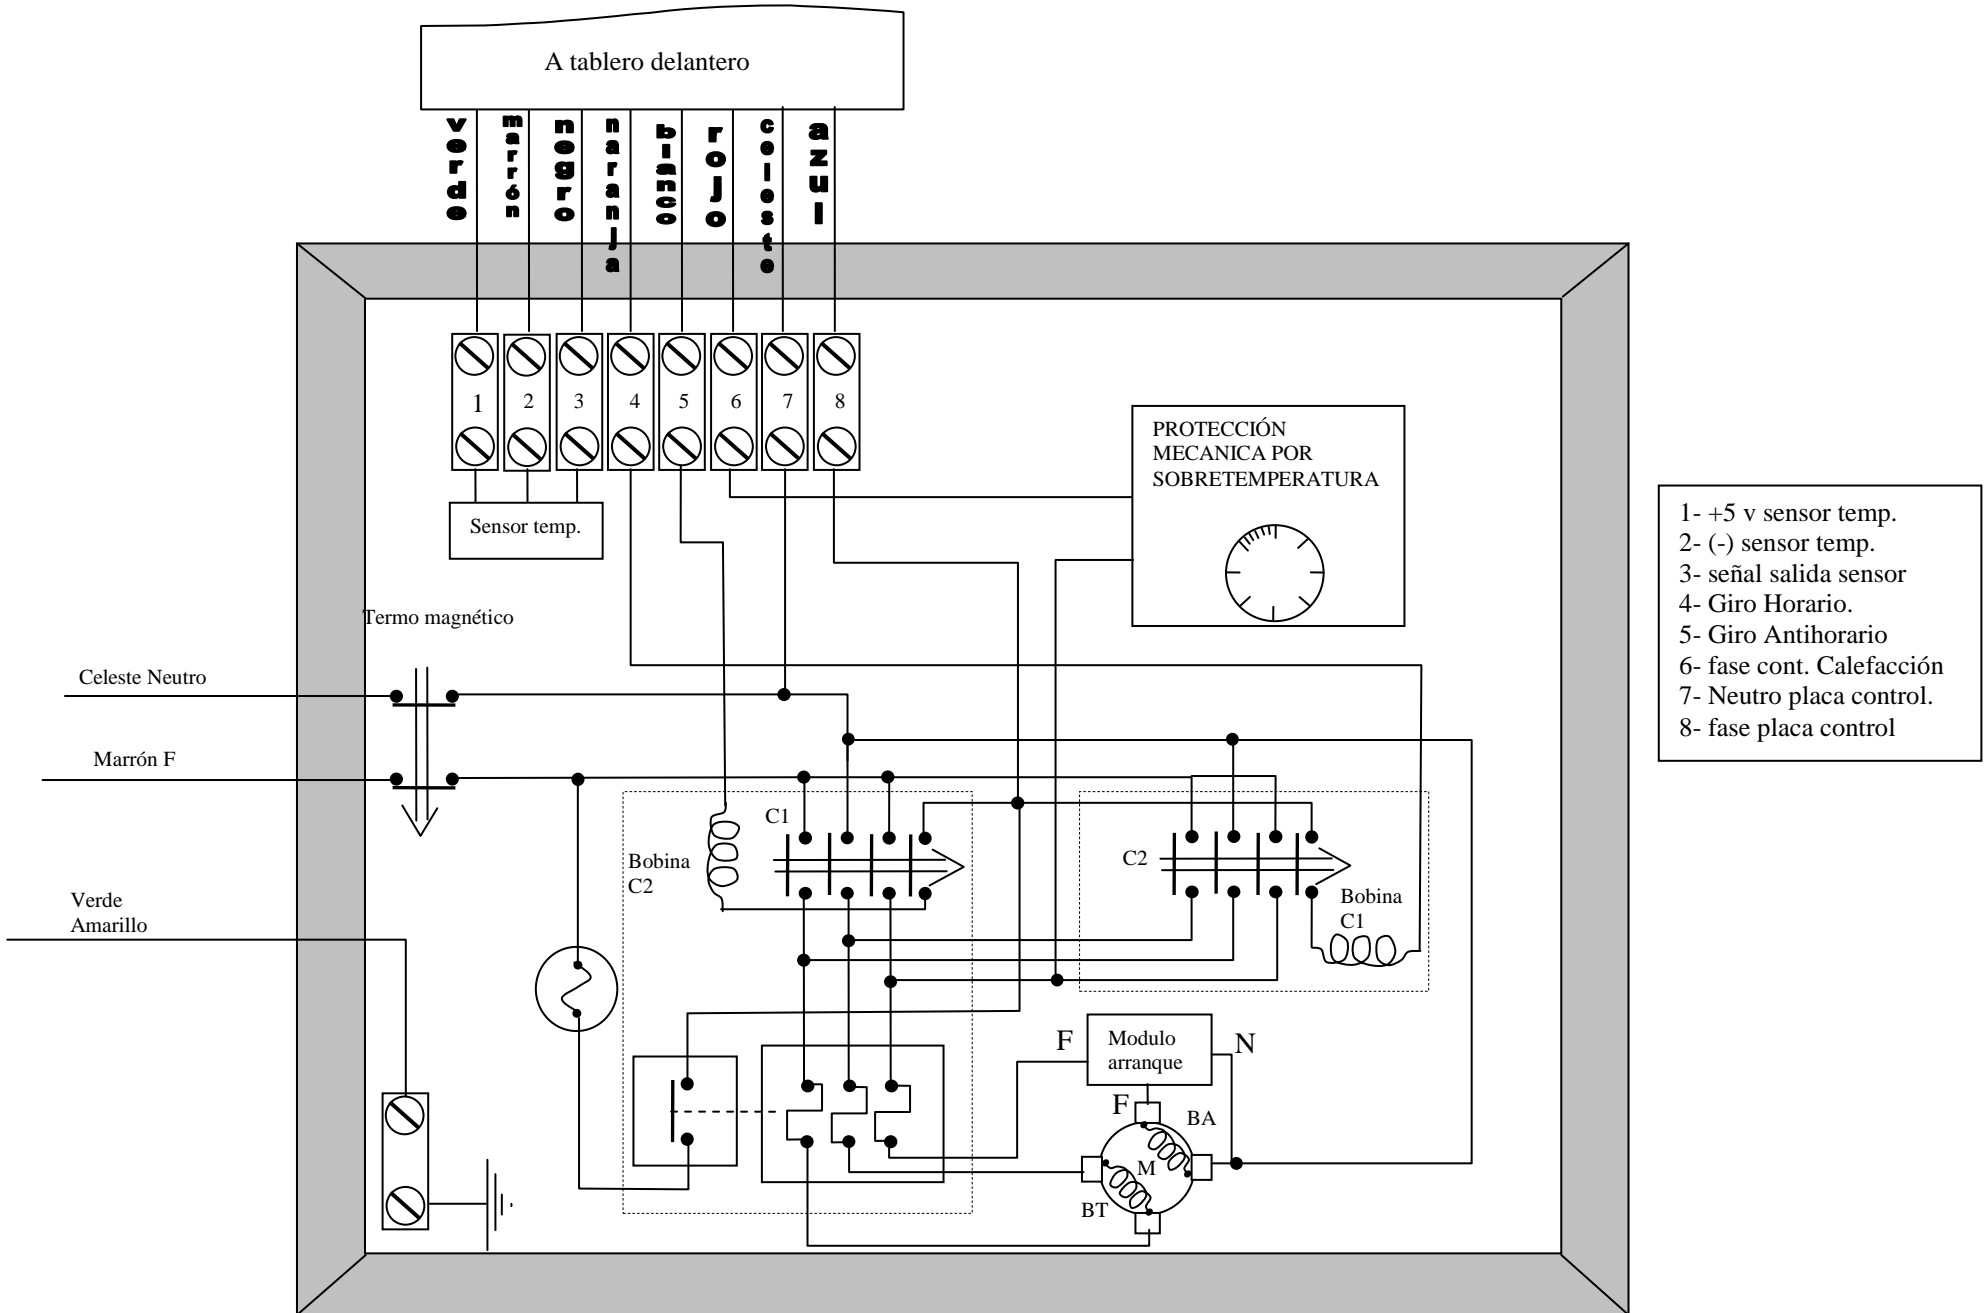 A tablero delantero
verde
marrón
negro
naranja
blanco
rojo
celeste
azul
1
2
3
4
5
6
7
8
Sensor temp.
PROTECCIÓN
MECANICA POR
SOBRETEMPERATURA
1- +5 v sensor temp.
2- (-) sensor temp.
3- señal salida sensor
4- Giro Horario.
5- Giro Antihorario
6- fase cont. Calefacción
7- Neutro placa control.
8- fase placa control
Termo magnético
Celeste Neutro
Marrón F
C1
Bobina
C2
C2
Bobina
C1
Verde
Amarillo
F
Modulo
arranque
N
F
BA
M
BT